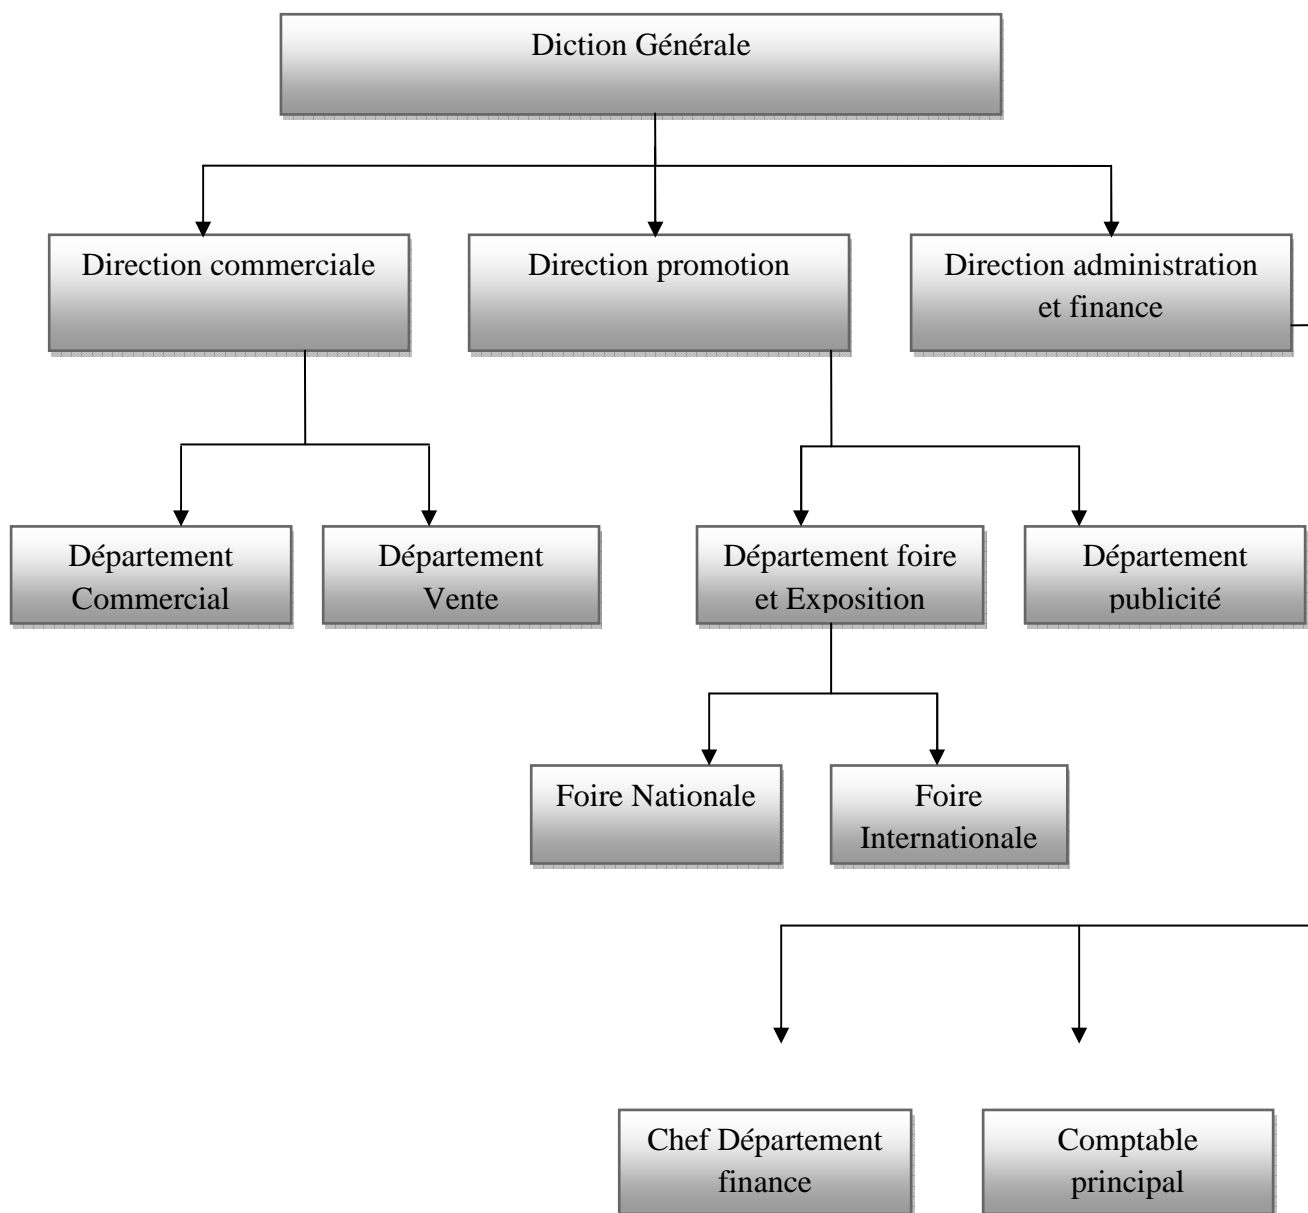 Diction Générale
Direction commerciale
Direction promotion
Direction administration
et finance
Département
Commercial
Département
Vente
Département foire
et Exposition
Département
publicité
Foire Nationale
Foire
Internationale
Chef Département
finance
Comptable
principal